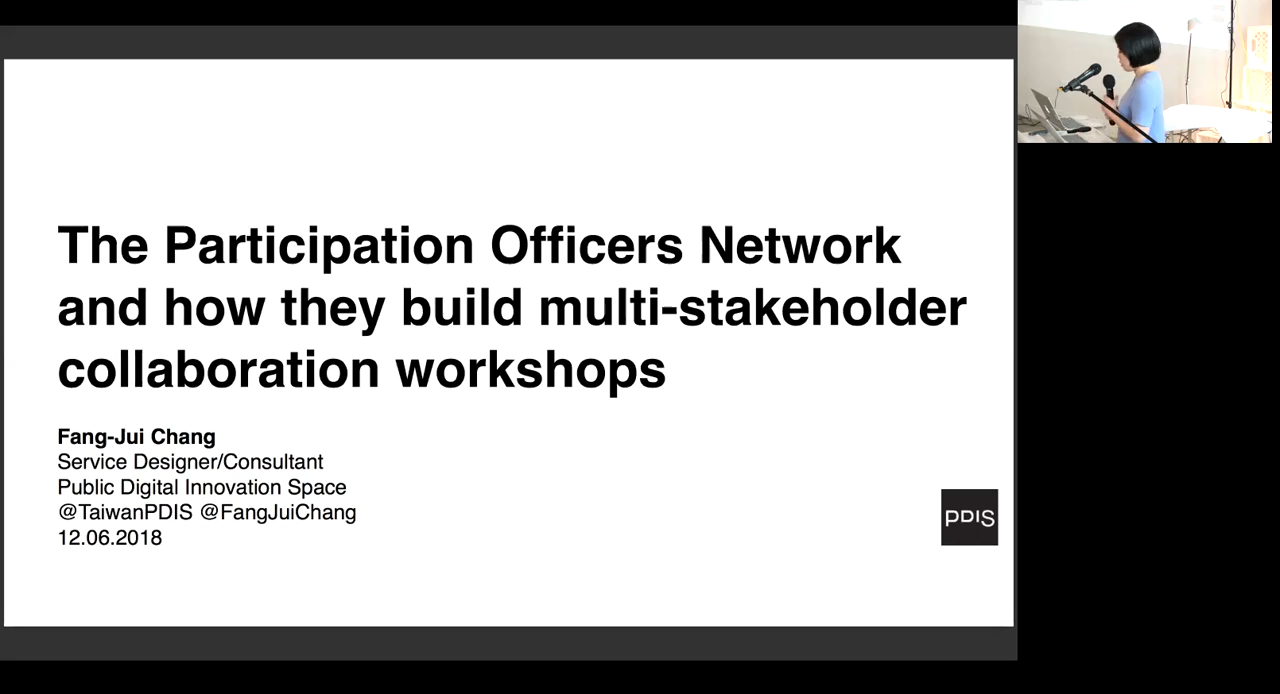 The Participation Officers Network
and how they build multi-stakeholder
collaboration workshops
Fang-Jui Chang
Service Designer/Consultant
Public Digital Innovation Space
@TaiwanPDIS @FangJuiChang
12.06.2018
PDIS